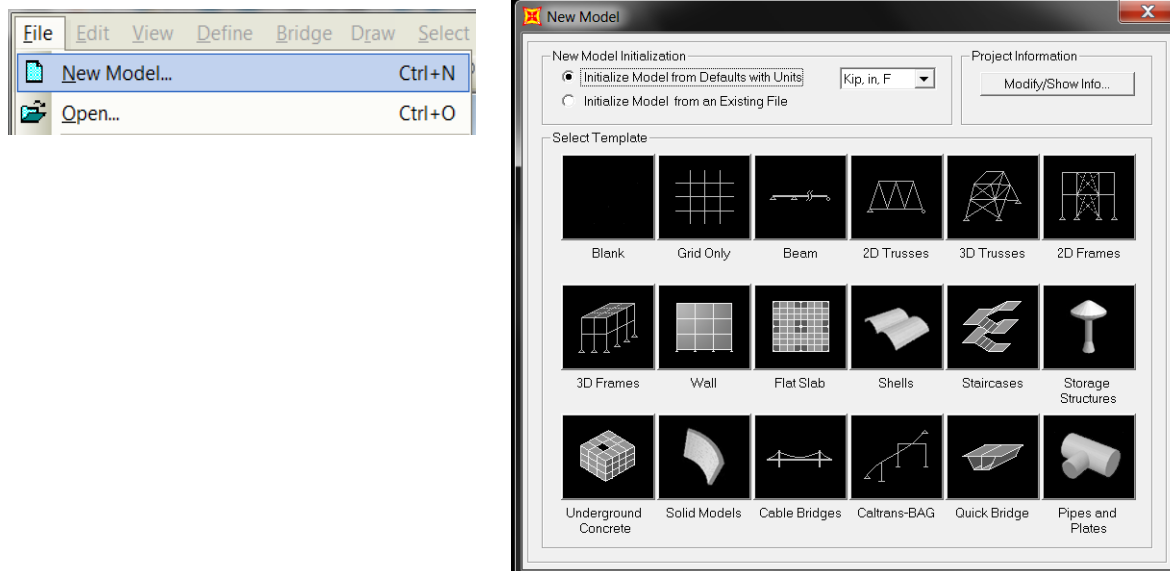 File Edit View Define Bridge Draw Select
New Model... Ctrl+N
Open... Ctrl+O
New Model
New Model Initialization
Initialize Model from Defaults with Units
Kip, in, F
Initialize Model from an Existing File
Project Information
Modify/Show Info...
Select Template
Blank Grid Only Beam 2D Trusses 3D Trusses 2D Frames
3D Frames Wall Flat Slab Shells Staircases Storage
Structures
Underground Solid Models Cable Bridges Caltrans-BAG Quick Bridge Pipes and
Concrete Plates